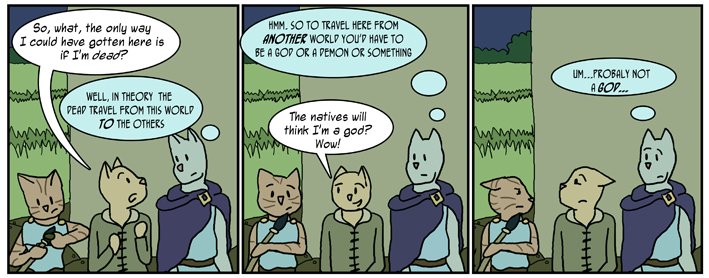 So, what, the only way
I could have gotten here is
if I'm dead?
WELL, IN THEORY THE
DEAD TRAVEL FROM THIS WORLD
TO THE OTHERS
HMM, SO TO TRAVEL HERE FROM
ANOTHER WORLD YOU'D HAVE TO
BE A GOD OR A DEMON OR SOMETHING
The natives will
think I'm a god?
Wow!
UM...PROBALY NOT
A GOD...